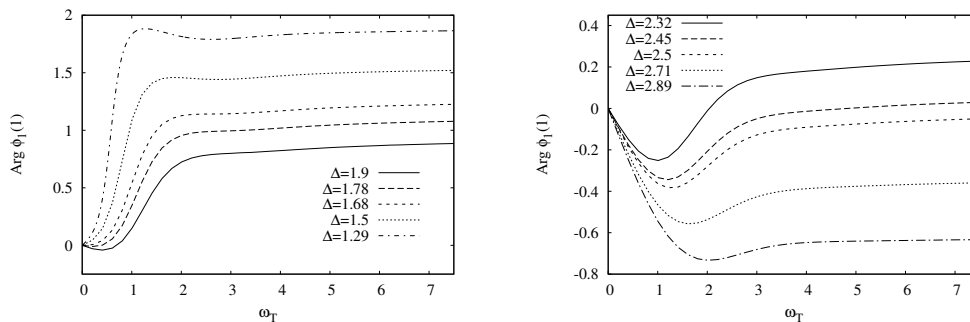 2
1.5
1
0.5
0
Arg ϕ₁(1)
Δ=1.9
Δ=1.78
Δ=1.68
Δ=1.5
Δ=1.29
0 1 2 3 4 5 6 7
ω_T
0.4
0.2
0
-0.2
-0.4
-0.6
-0.8
Arg ϕ₁(1)
Δ=2.32
Δ=2.45
Δ=2.5
Δ=2.71
Δ=2.89
0 1 2 3 4 5 6 7
ω_T